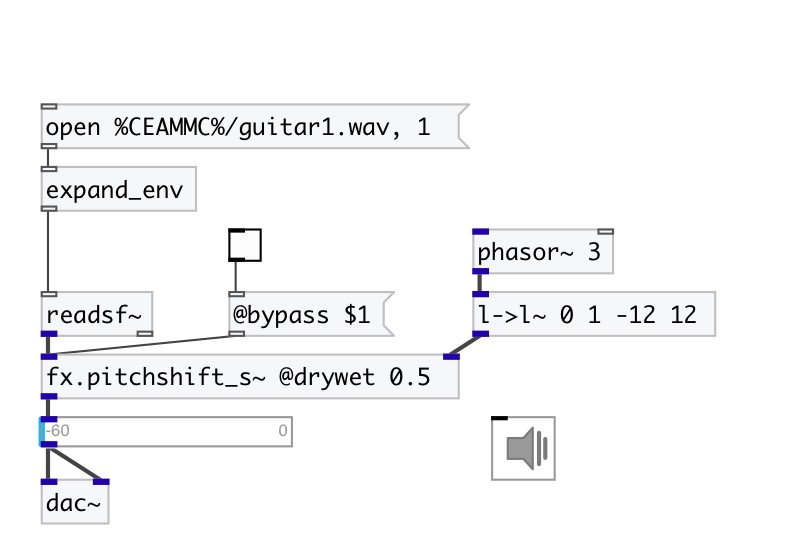 open %CEAMMC%/guitar1.wav, 1
expand_env
phasor~ 3
readsf~
@bypass $1
l->l~ 0 1 -12 12
fx.pitchshift_s~ @drywet 0.5
-60 0
dac~